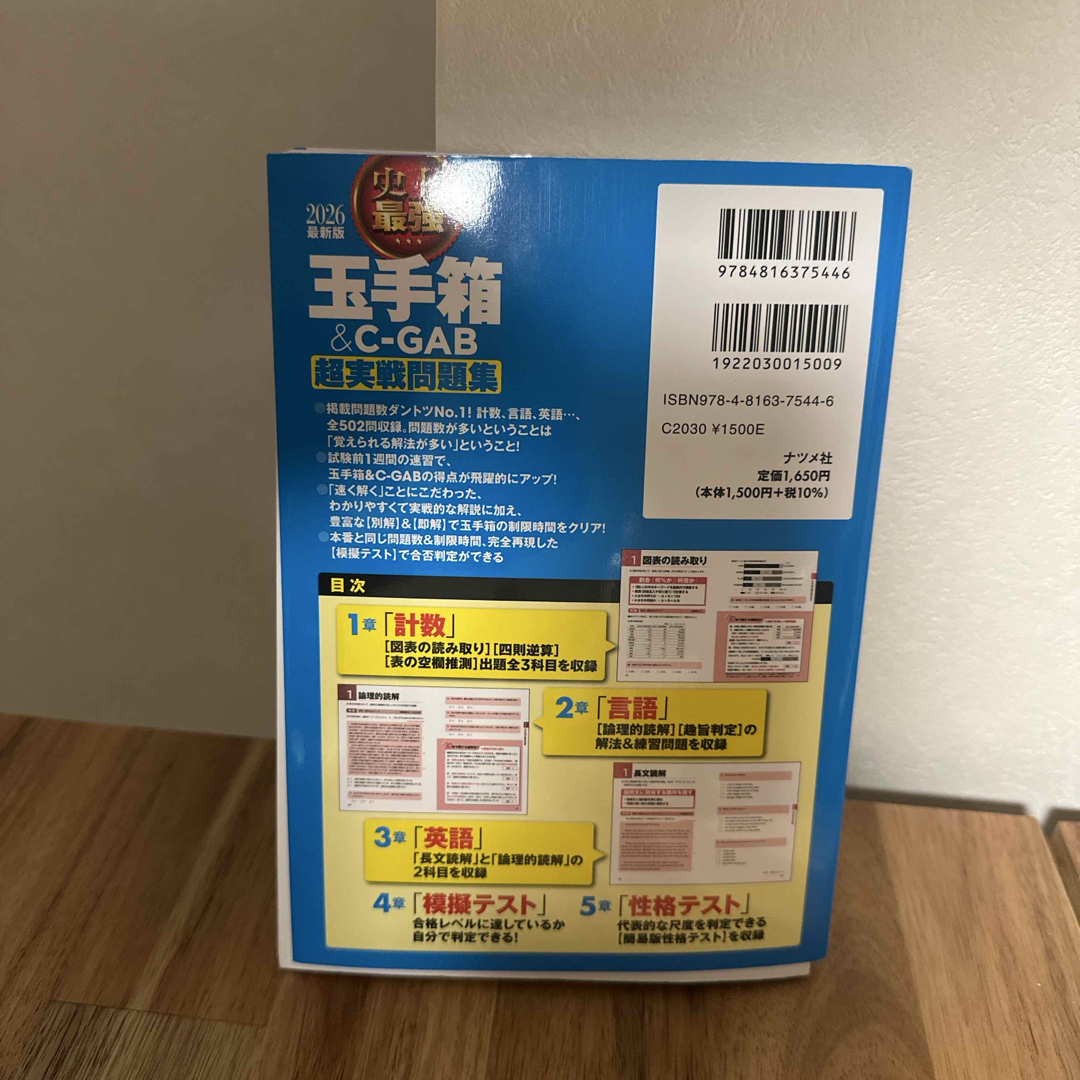 2026
最新版
史上
最強
玉手箱
&C-GAB
超実戦問題集
●掲載問題数ダントツNo.1! 計数、言語、英語…、
全502問収録。問題数が多いということは
「覚えられる解法が多い」ということ!
●試験前1週間の速習で、
玉手箱&C-GABの得点が飛躍的にアップ!
●「速く解く」ことにこだわった、
わかりやすくて実戦的な解説に加え、
豊富な【別解】&【即解】で玉手箱の制限時間をクリア!
●本番と同じ問題数&制限時間、完全再現した
【模擬テスト】で合否判定ができる
9784816375446
1922030015009
ISBN978-4-8163-7544-6
C2030 ¥1500E
ナツメ社
定価1,650円
(本体1,500円+税10%)
目次
1章「計数」
[図表の読み取り][四則逆算]
[表の空欄推測]出題全3科目を収録
1 図表の読み取り
1 論理的読解
2章「言語」
[論理的読解][趣旨判定]の
解法&練習問題を収録
1 長文読解
3章「英語」
「長文読解」と「論理的読解」の
2科目を収録
4章「模擬テスト」
合格レベルに達しているか
自分で判定できる!
5章「性格テスト」
代表的な尺度を判定できる
【簡易版性格テスト】を収録